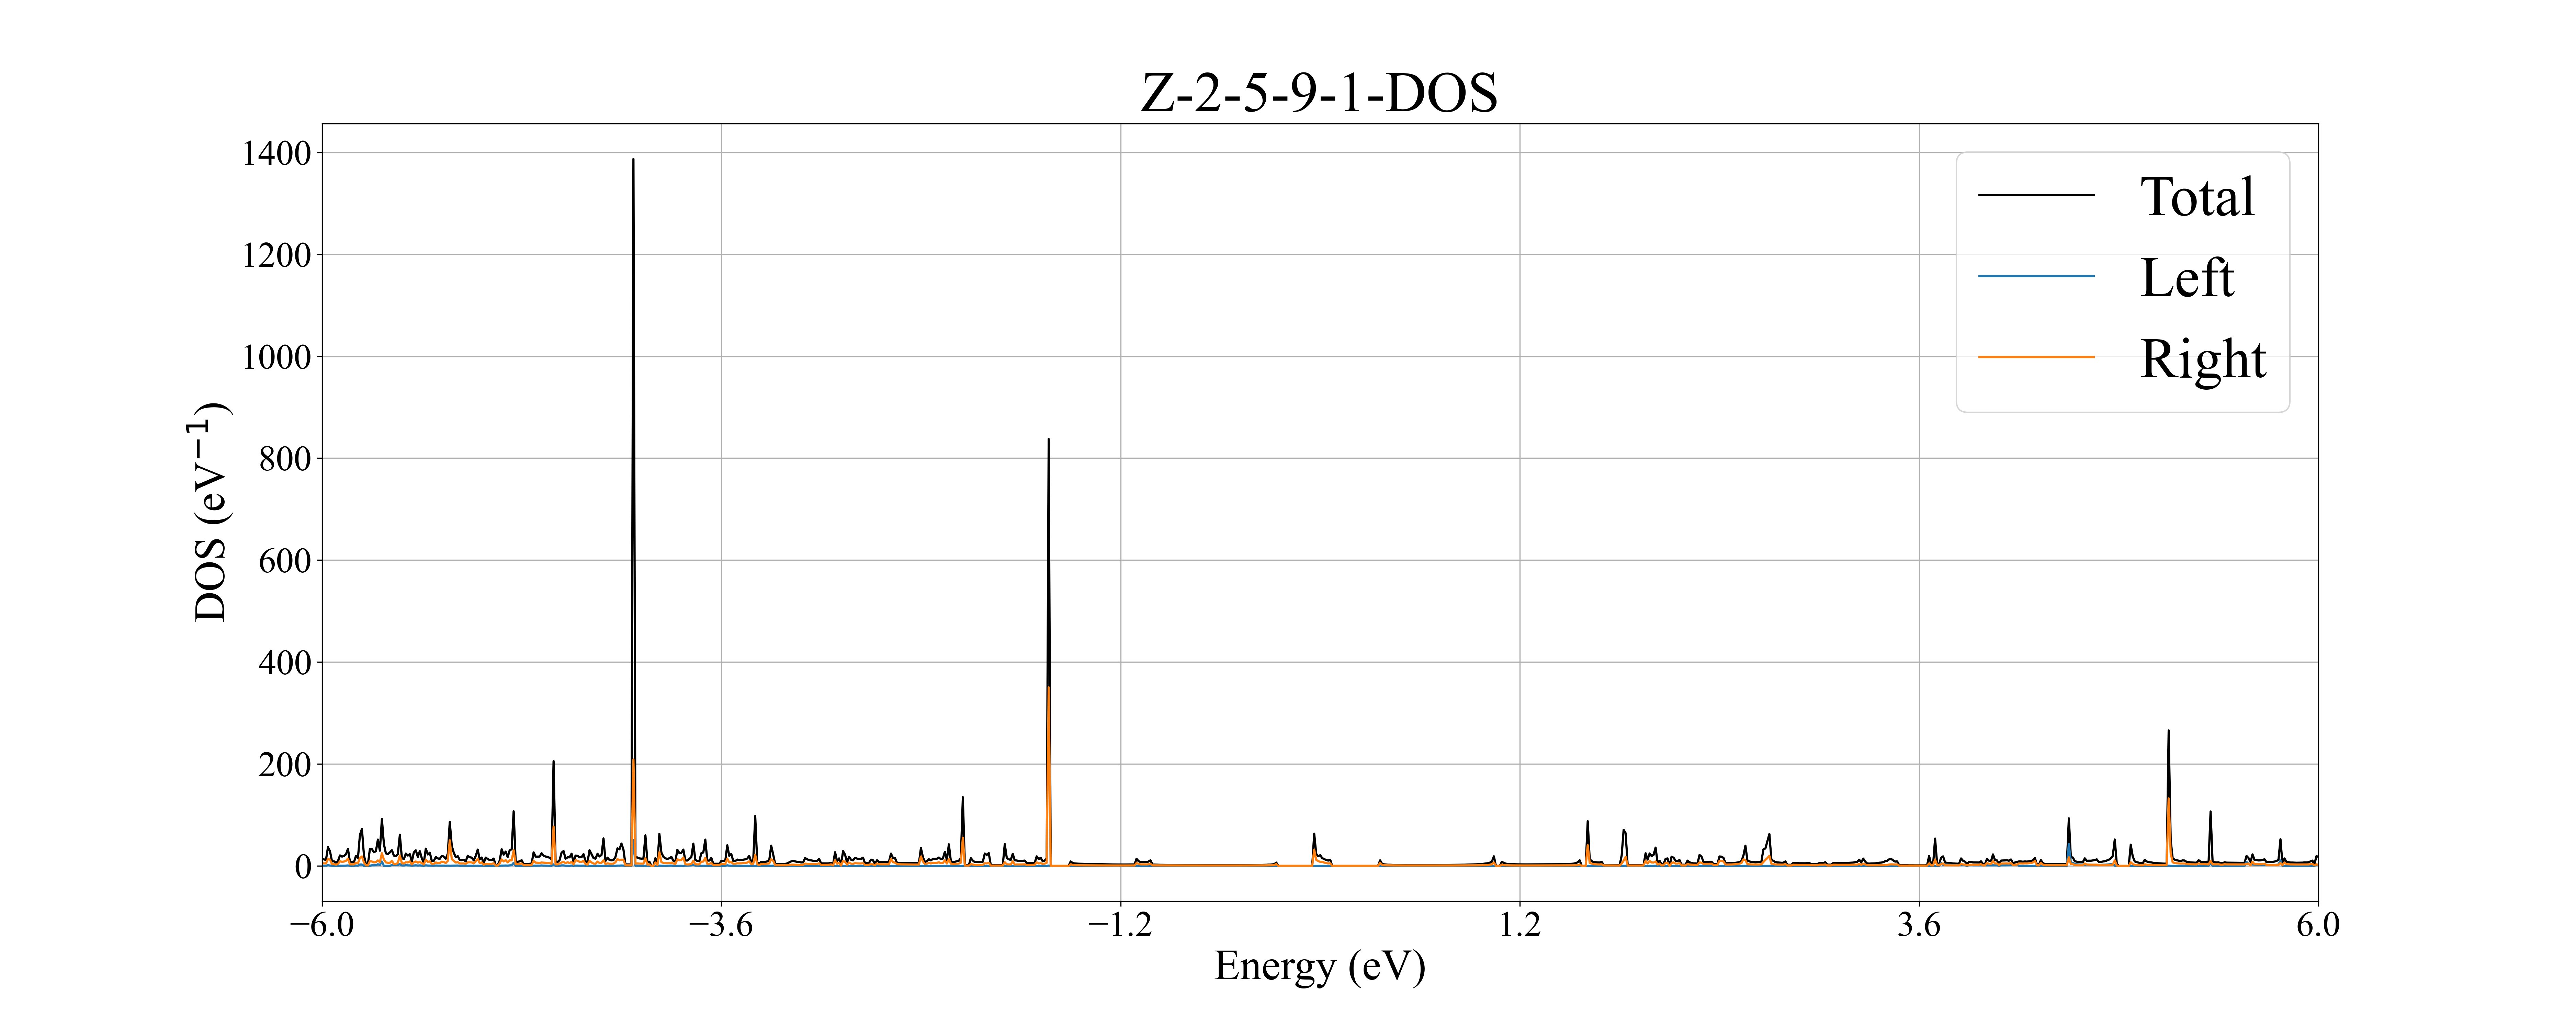 Z-2-5-9-1-DOS
1400
1200
1000
800
600
400
200
0
DOS (eV⁻¹)
Total
Left
Right
−6.0
−3.6
−1.2
1.2
3.6
6.0
Energy (eV)